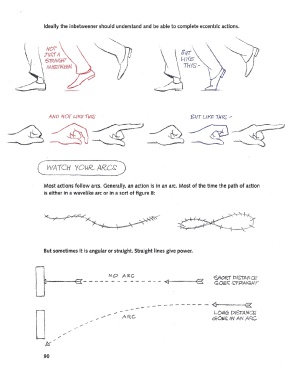 Ideally the inbetweener should understand and be able to complete eccentric actions.
NOT
JUST A
STRAIGHT
INBETWEEN
BUT
LIKE
THIS -
AND NOT LIKE THIS
BUT LIKE THIS -
WATCH YOUR ARCS
Most actions follow arcs. Generally, an action is in an arc. Most of the time the path of action
is either in a wavelike arc or in a sort of figure 8:
But sometimes it is angular or straight. Straight lines give power.
NO ARC
SHORT DISTANCE
GOES STRAIGHT
ARC
LONG DISTANCE
GOES IN AN ARC
90